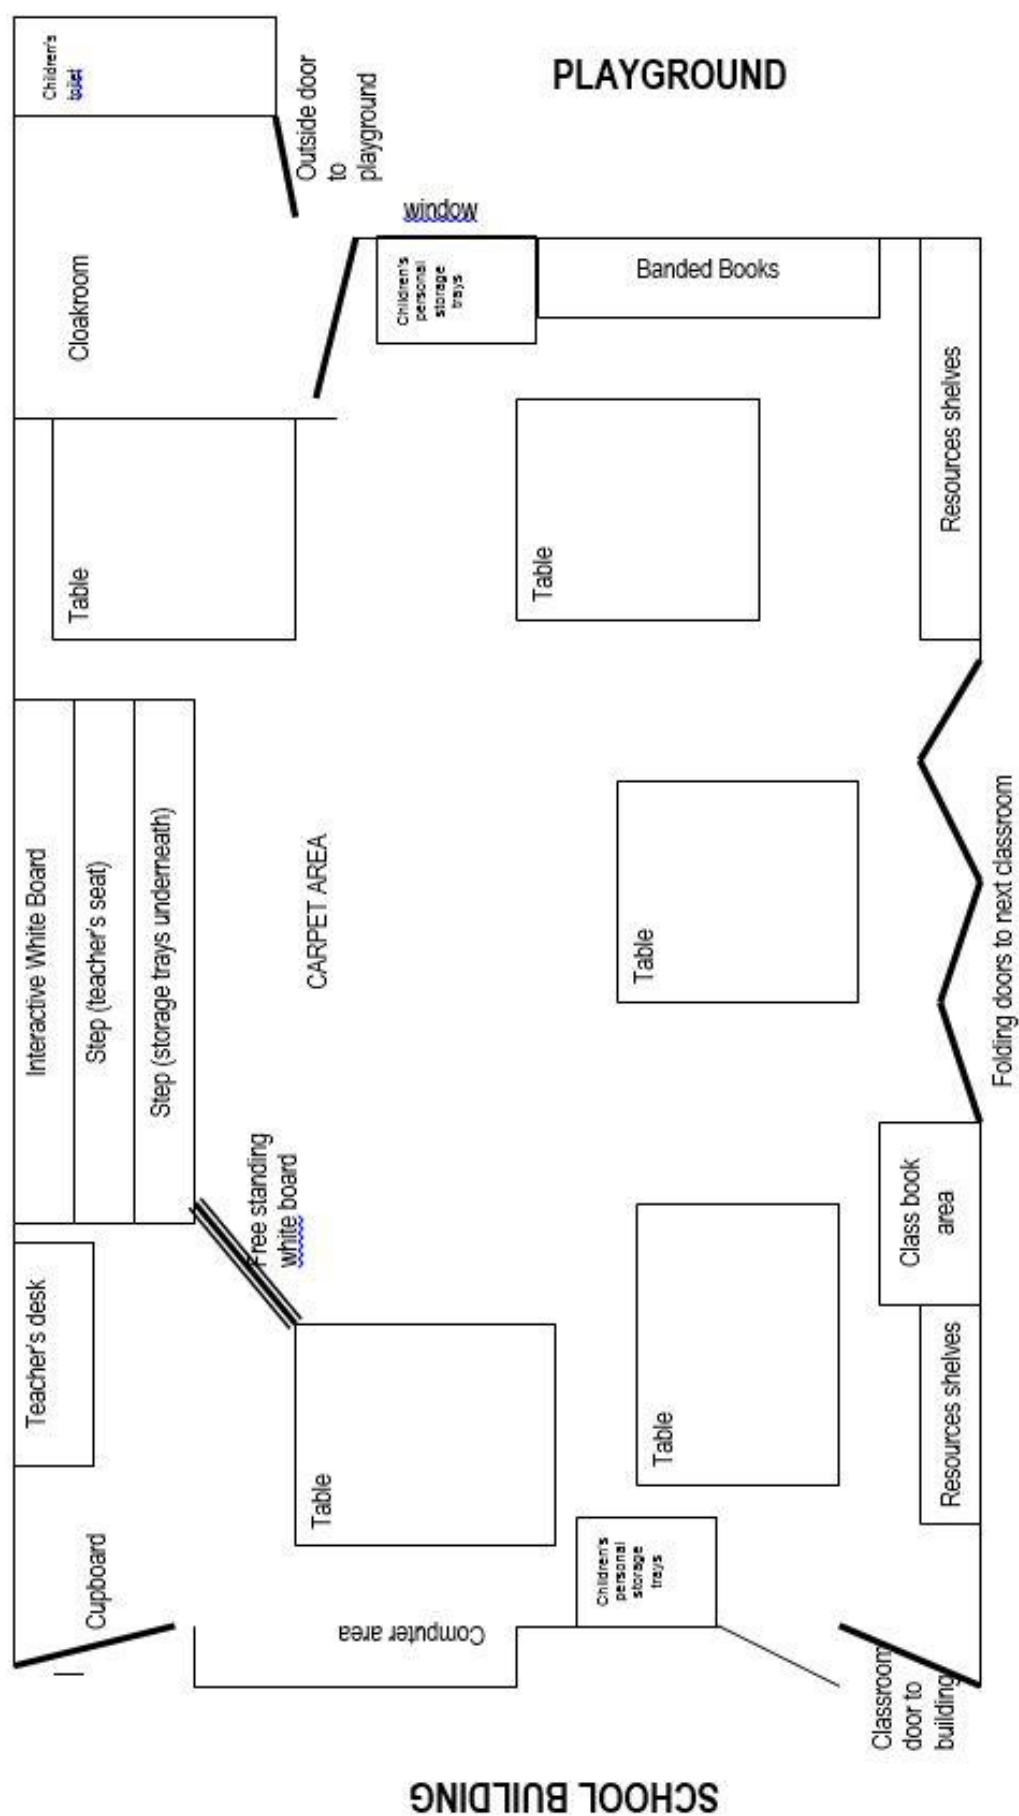 Children's
toilet
Outside door
to
playground
PLAYGROUND
window
Cloakroom
Children's
personal
storage
trays
Banded Books
Resources shelves
Table
Table
Interactive White Board
Step (teacher's seat)
Step (storage trays underneath)
CARPET AREA
Table
Folding doors to next classroom
Free standing
white board
Class book
area
Teacher's desk
Table
Table
Resources shelves
Cupboard
Computer area
Children's
personal
storage
trays
Classroom
door to
building
SCHOOL BUILDING